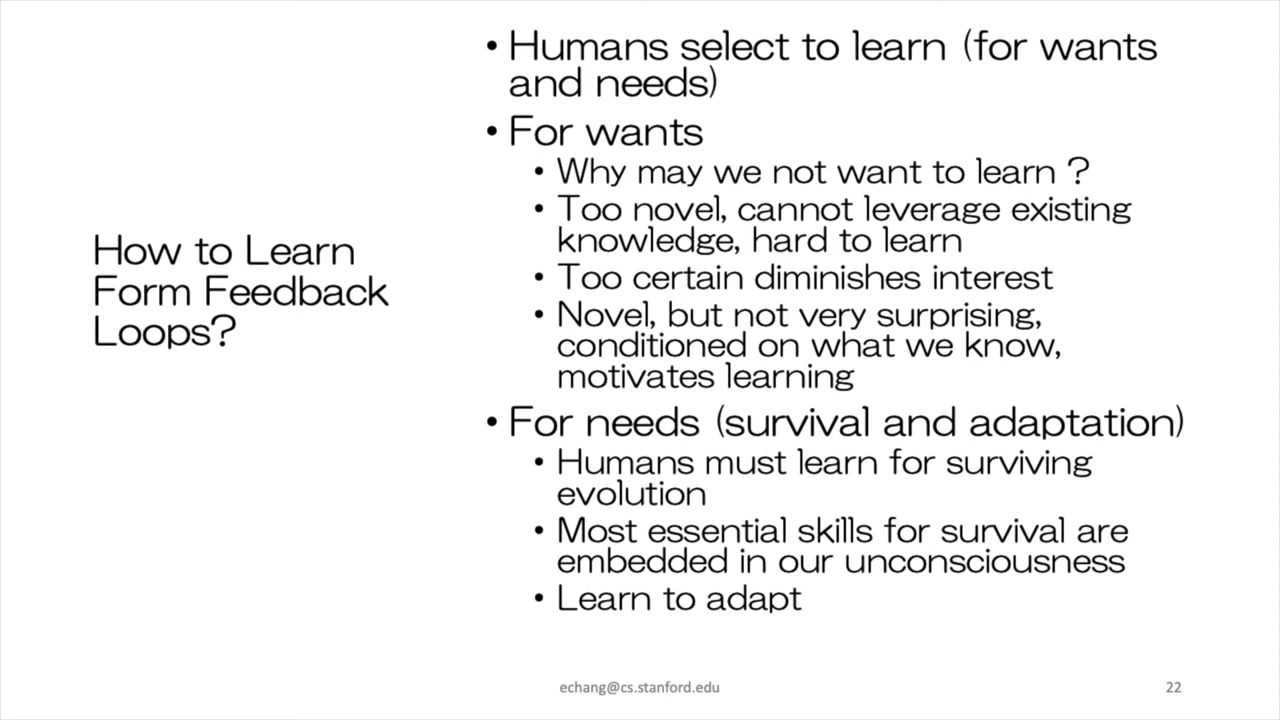 How to Learn
Form Feedback
Loops?
• Humans select to learn (for wants
and needs)
• For wants
• Why may we not want to learn ?
• Too novel, cannot leverage existing
knowledge, hard to learn
• Too certain diminishes interest
• Novel, but not very surprising,
conditioned on what we know,
motivates learning
• For needs (survival and adaptation)
• Humans must learn for surviving
evolution
• Most essential skills for survival are
embedded in our unconsciousness
• Learn to adapt
echang@cs.stanford.edu
22